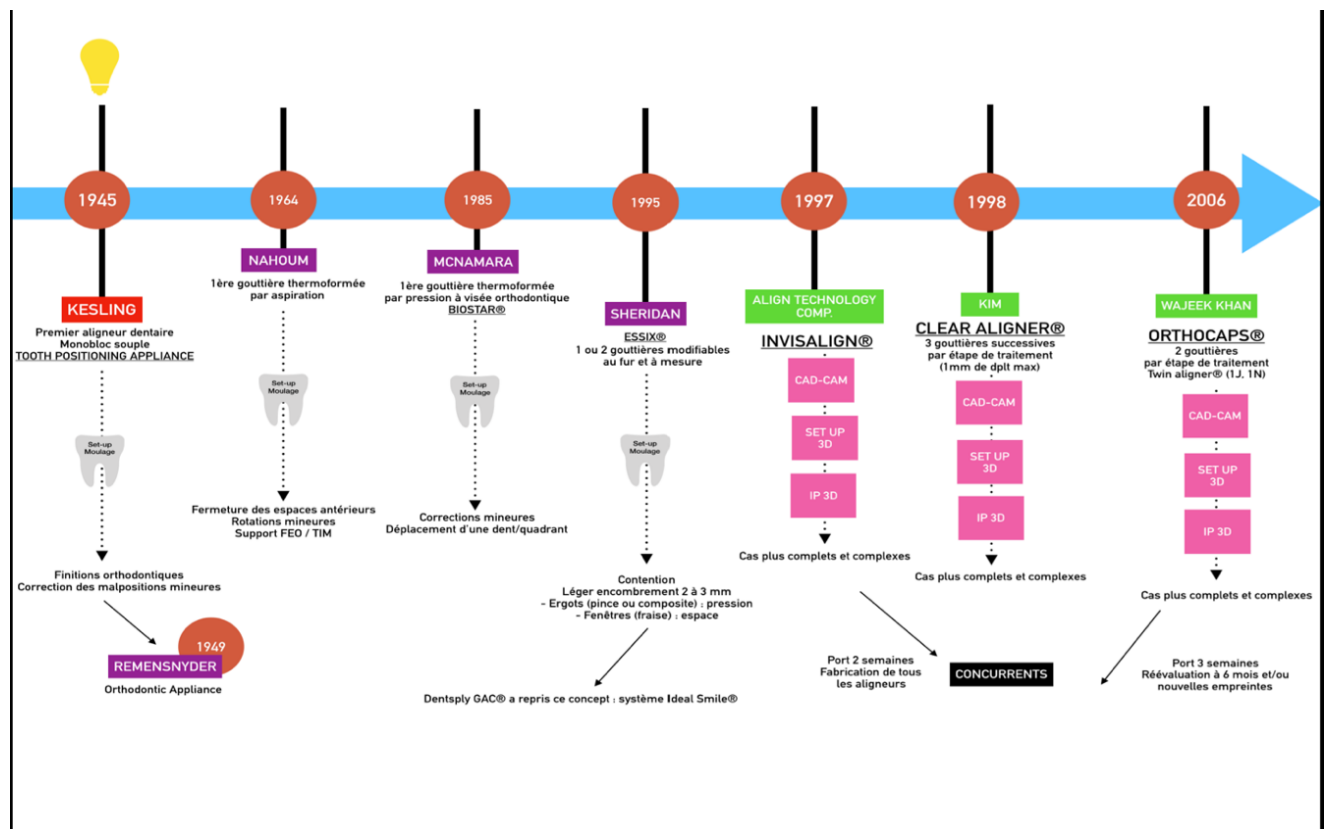 1945
1964
1985
1995
1997
1998
2006
KESLING
Premier aligneur dentaire
Monobloc souple
TOOTH POSITIONING APPLIANCE
Set-up
Moulage
Finitions orthodontiques
Correction des malpositions mineures
1949
REMENSNYDER
Orthodontic Appliance
NAHOUM
1ère gouttière thermoformée
par aspiration
Set-up
Moulage
Fermeture des espaces antérieurs
Rotations mineures
Support FEO / TIM
MCNAMARA
1ère gouttière thermoformée
par pression à visée orthodontique
BIOSTAR®
Set-up
Moulage
Corrections mineures
Déplacement d'une dent/quadrant
SHERIDAN
ESSIX®
1 ou 2 gouttières modifiables
au fur et à mesure
Set-up
Moulage
Contention
Léger encombrement 2 à 3 mm
- Ergots (pince ou composite) : pression
- Fenêtres (fraise) : espace
Dentsply GAC® a repris ce concept : système Ideal Smile®
ALIGN TECHNOLOGY
COMP.
INVISALIGN®
CAD-CAM
SET UP
3D
IP 3D
Cas plus complets et complexes
Port 2 semaines
Fabrication de tous
les aligneurs
KIM
CLEAR ALIGNER®
3 gouttières successives
par étape de traitement
(1mm de dplt max)
CAD-CAM
SET UP
3D
IP 3D
Cas plus complets et complexes
CONCURRENTS
WAJEEK KHAN
ORTHOCAPS®
2 gouttières
par étape de traitement
Twin aligner® (1J, 1N)
CAD-CAM
SET UP
3D
IP 3D
Cas plus complets et complexes
Port 3 semaines
Réévaluation à 6 mois et/ou
nouvelles empreintes